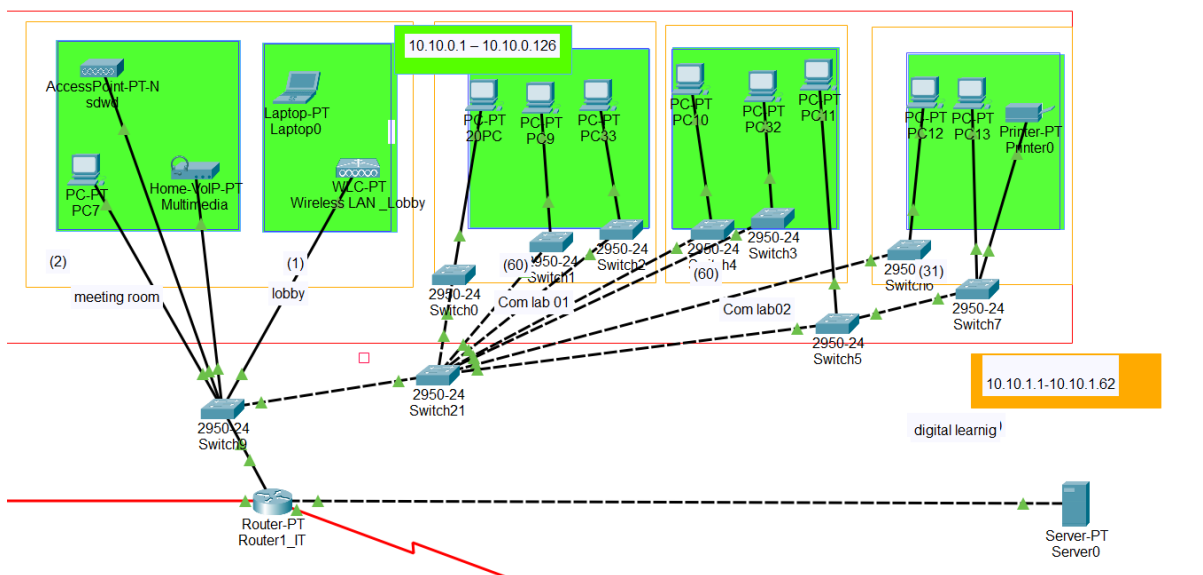 10.10.0.1 – 10.10.0.126
AccessPoint-PT-N
sdwd
PC-PT
PC7
Home-VoIP-PT
Multimedia
(2)
meeting room
Laptop-PT
Laptop0
WLC-PT
Wireless LAN _Lobby
(1)
lobby
PC-PT
20PC
PC-PT
PC9
PC-PT
PC33
2950-24
Switch0
2950-24
Switch1
2950-24
Switch2
(60)
Com lab 01
PC-PT
PC10
PC-PT
PC32
PC-PT
PC11
2950-24
2950-24
Switch3
(60)
Com lab02
PC-PT
PC12
PC-PT
PC13
Printer-PT
Printer0
(31)
2950-24
Switch7
2950-24
Switch5
2950-24
Switch21
2950-24
Switch9
10.10.1.1-10.10.1.62
digital learnig
Router-PT
Router1_IT
Server-PT
Server0